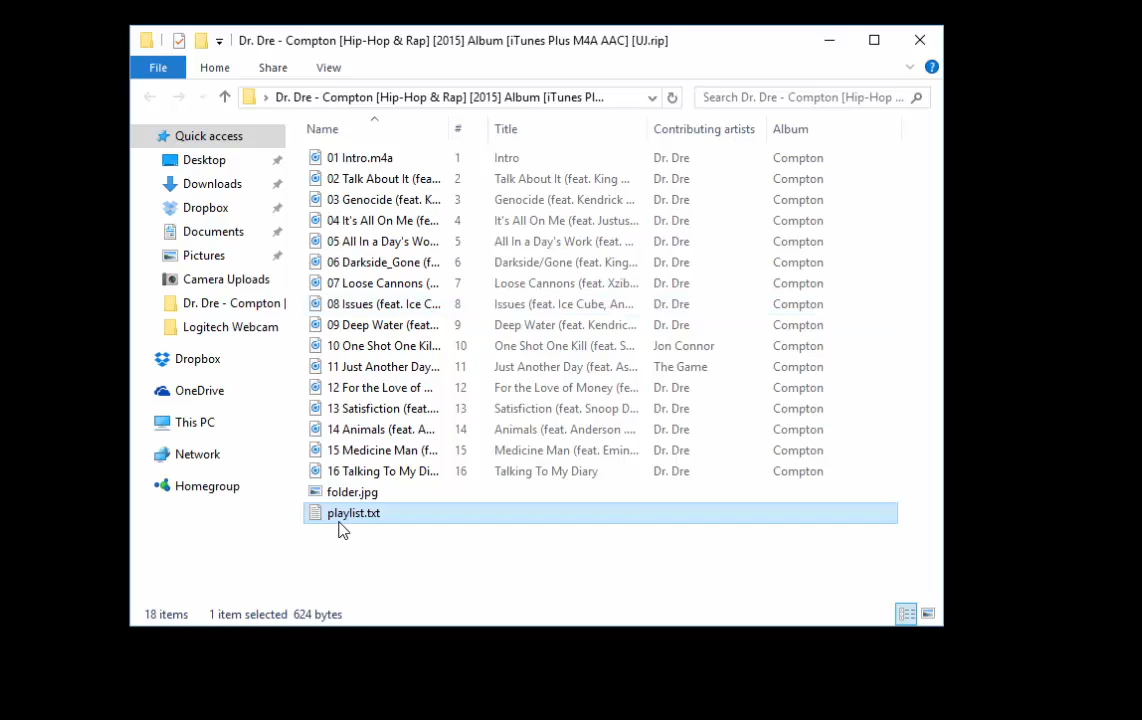 Dr. Dre - Compton [Hip-Hop & Rap] [2015] Album [iTunes Plus M4A AAC] [UJ.rip]
File Home Share View
Dr. Dre - Compton [Hip-Hop & Rap] [2015] Album [iTunes Pl... Search Dr. Dre - Compton [Hip-Hop ...
Name # Title Contributing artists Album
Quick access
Desktop
Downloads
Dropbox
Documents
Pictures
Camera Uploads
Dr. Dre - Compton |
Logitech Webcam
Dropbox
OneDrive
This PC
Network
Homegroup
01 Intro.m4a 1 Intro Dr. Dre Compton
02 Talk About It (fea... 2 Talk About It (feat. King ... Dr. Dre Compton
03 Genocide (feat. K... 3 Genocide (feat. Kendrick ... Dr. Dre Compton
04 It's All On Me (fe... 4 It's All On Me (feat. Justus... Dr. Dre Compton
05 All In a Day's Wo... 5 All In a Day's Work (feat. ... Dr. Dre Compton
06 Darkside_Gone (f... 6 Darkside/Gone (feat. King... Dr. Dre Compton
07 Loose Cannons (... 7 Loose Cannons (feat. Xzib... Dr. Dre Compton
08 Issues (feat. Ice C... 8 Issues (feat. Ice Cube, An... Dr. Dre Compton
09 Deep Water (feat... 9 Deep Water (feat. Kendric... Dr. Dre Compton
10 One Shot One Kil... 10 One Shot One Kill (feat. S... Jon Connor Compton
11 Just Another Day... 11 Just Another Day (feat. As... The Game Compton
12 For the Love of ... 12 For the Love of Money (fe... Dr. Dre Compton
13 Satisfiction (feat.... 13 Satisfiction (feat. Snoop D... Dr. Dre Compton
14 Animals (feat. A... 14 Animals (feat. Anderson .... Dr. Dre Compton
15 Medicine Man (f... 15 Medicine Man (feat. Emin... Dr. Dre Compton
16 Talking To My Di... 16 Talking To My Diary Dr. Dre Compton
folder.jpg
playlist.txt
18 items 1 item selected 624 bytes